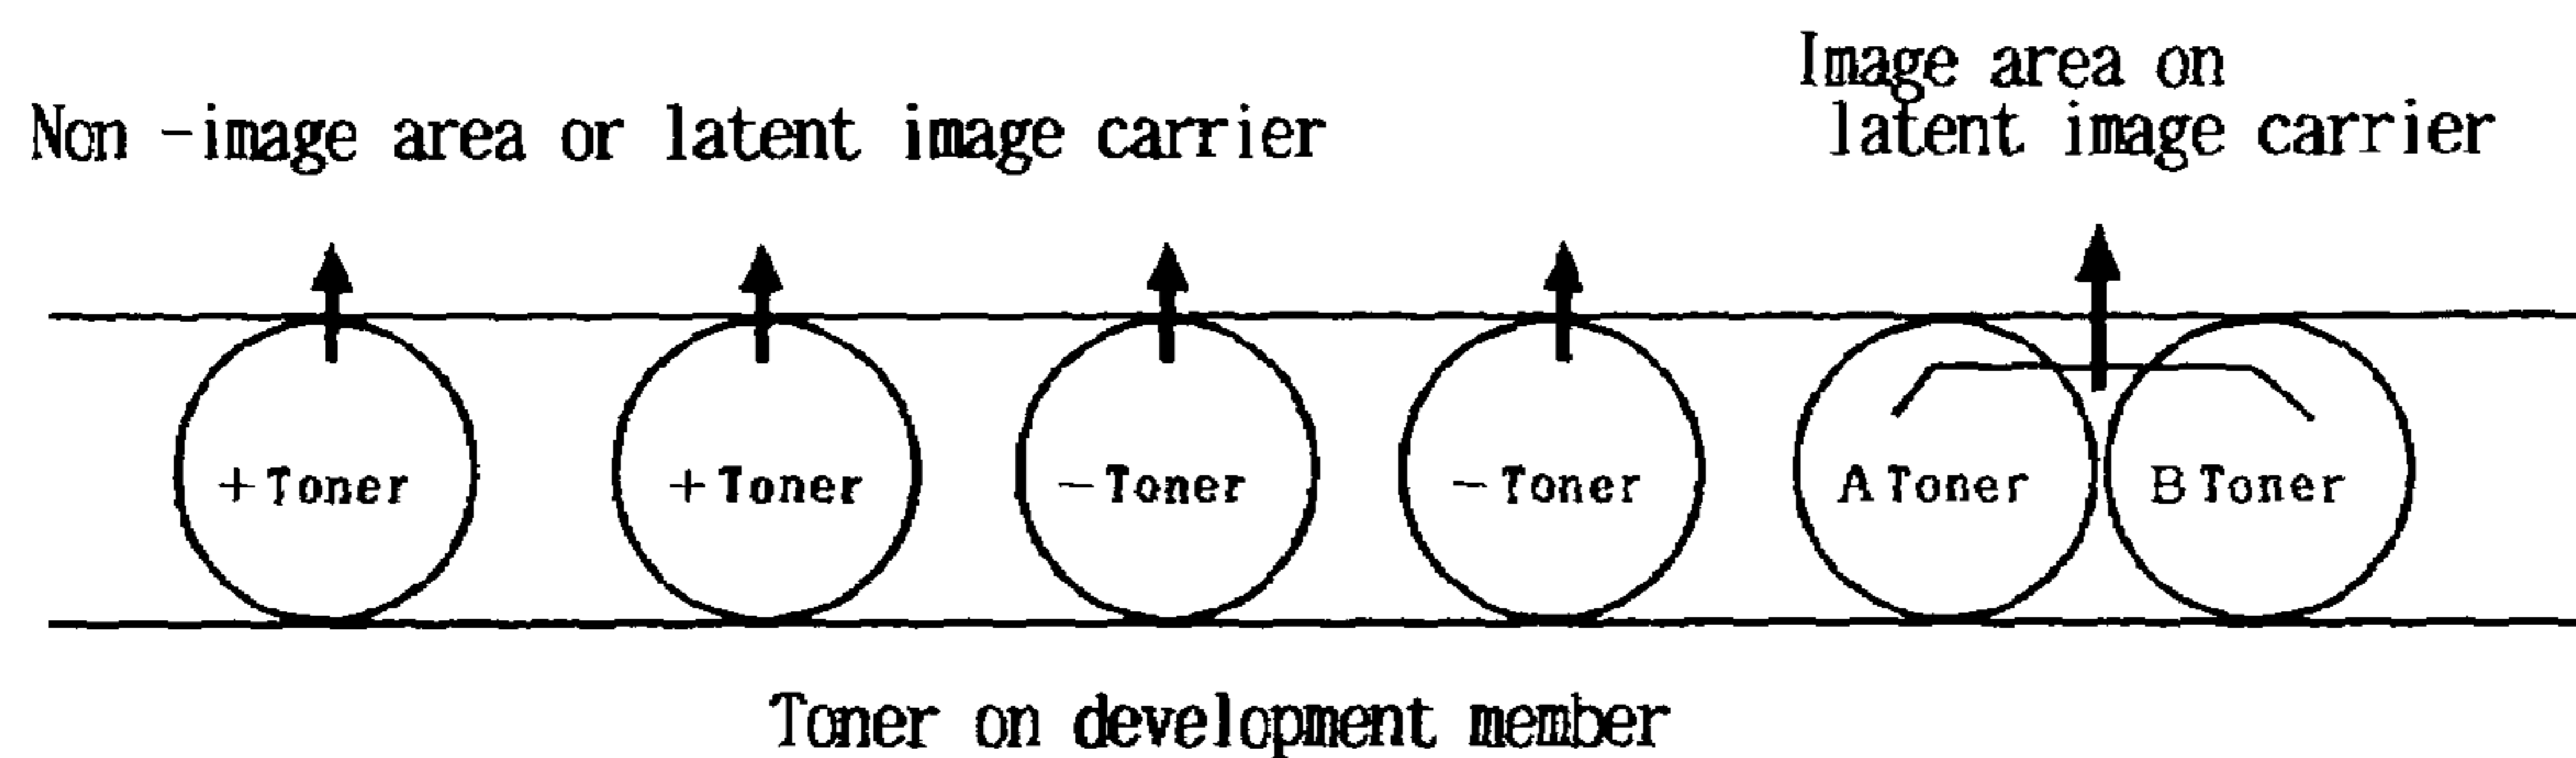 Image area on
latent image carrier
Non -image area or latent image carrier
+Toner +Toner -Toner -Toner A Toner B Toner
Toner on development member